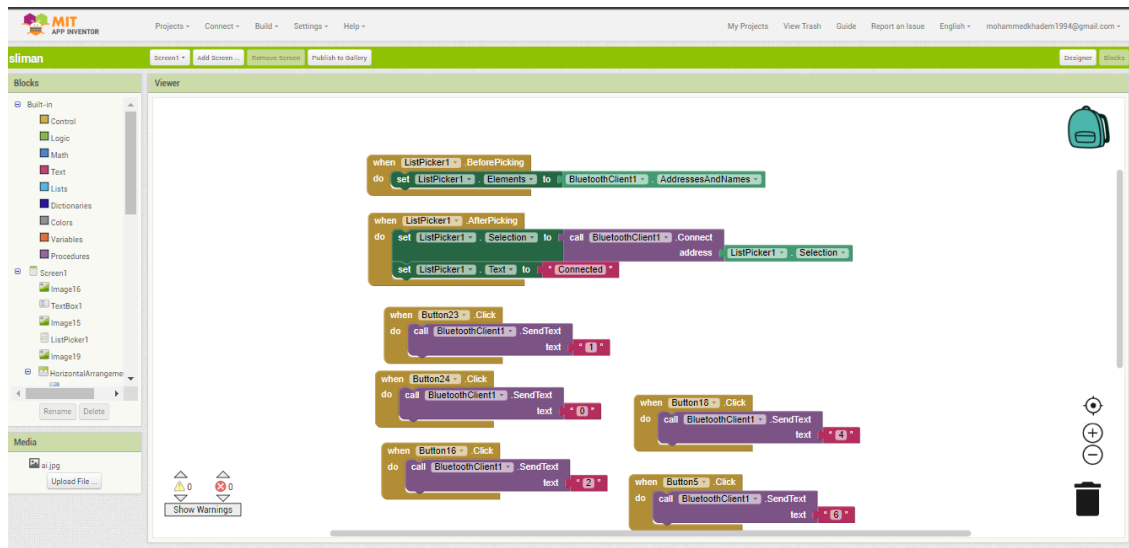 MIT
APP INVENTOR
Projects
Connect
Build
Settings
Help
My Projects
View Trash
Guide
Report an Issue
English
mohammedkhadem1994@gmail.com
sliman
Screen1
Add Screen ...
Remove Screen
Publish to Gallery
Designer
Blocks
Blocks
Viewer
Built-in
Control
Logic
Math
Text
Lists
Dictionaries
Colors
Variables
Procedures
Screen1
Image16
TextBox1
Image15
ListPicker1
Image19
HorizontalArrangeme
Rename
Delete
Media
ai.jpg
Upload File ...
when ListPicker1 .BeforePicking
do set ListPicker1 . Elements to BluetoothClient1 . AddressesAndNames
when ListPicker1 .AfterPicking
do set ListPicker1 . Selection to call BluetoothClient1 .Connect
address ListPicker1 . Selection
set ListPicker1 . Text to " Connected "
when Button23 .Click
do call BluetoothClient1 .SendText
text " 1 "
when Button24 .Click
do call BluetoothClient1 .SendText
text " 0 "
when Button16 .Click
do call BluetoothClient1 .SendText
text " 2 "
when Button18 .Click
do call BluetoothClient1 .SendText
text " 4 "
when Button5 .Click
do call BluetoothClient1 .SendText
text " 6 "
0
0
Show Warnings